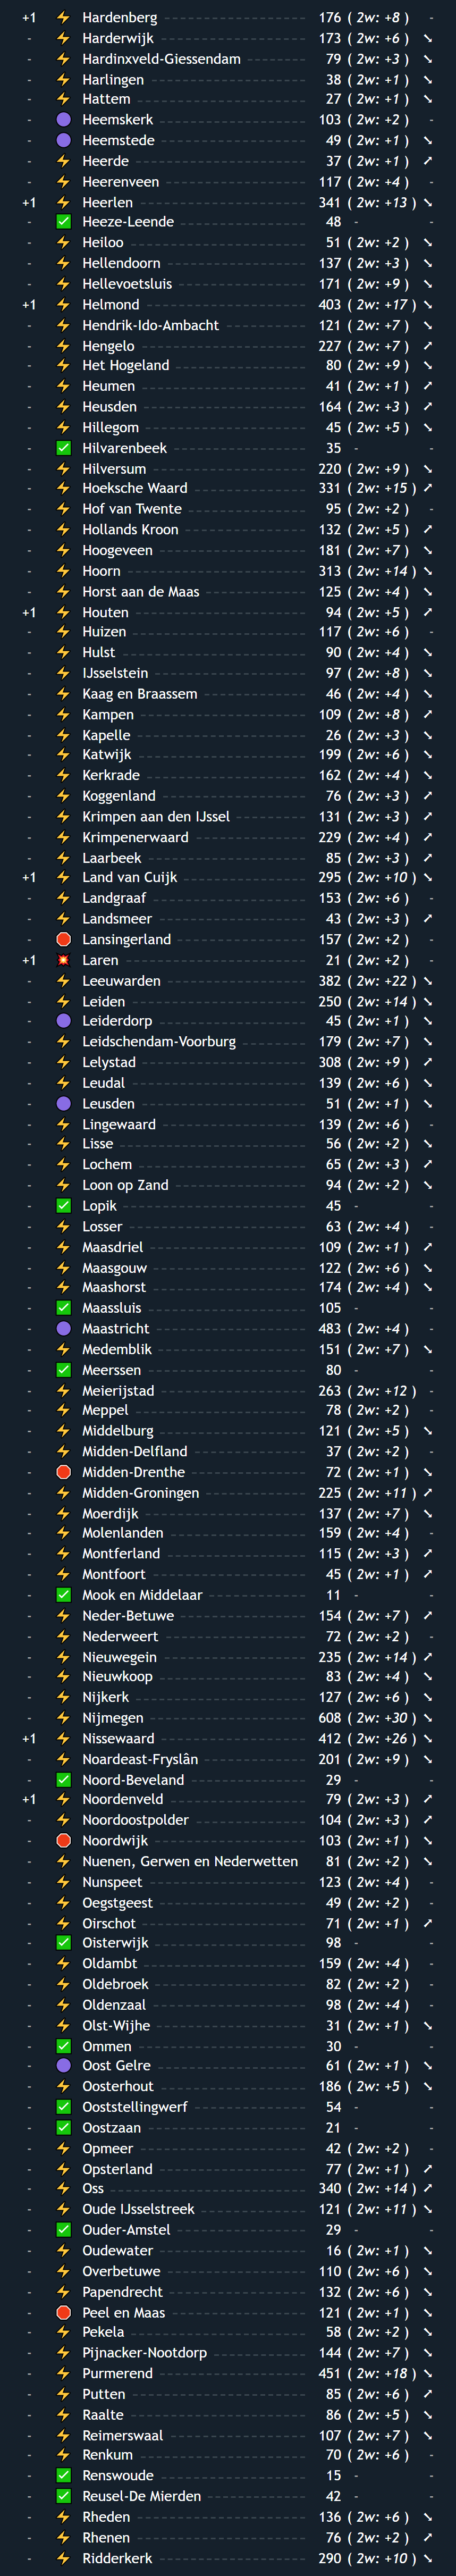 +1 ⚡ Hardenberg 176 ( 2w: +8 ) -
- ⚡ Harderwijk 173 ( 2w: +6 ) ➘
- ⚡ Hardinxveld-Giessendam 79 ( 2w: +3 ) ➘
- ⚡ Harlingen 38 ( 2w: +1 ) ➘
- ⚡ Hattem 27 ( 2w: +1 ) ➘
- 🟣 Heemskerk 103 ( 2w: +2 ) -
- 🟣 Heemstede 49 ( 2w: +1 ) ➘
- ⚡ Heerde 37 ( 2w: +1 ) ➚
- ⚡ Heerenveen 117 ( 2w: +4 ) -
+1 ⚡ Heerlen 341 ( 2w: +13 ) ➘
- ✅ Heeze-Leende 48 - -
- ⚡ Heiloo 51 ( 2w: +2 ) ➘
- ⚡ Hellendoorn 137 ( 2w: +3 ) ➘
- ⚡ Hellevoetsluis 171 ( 2w: +9 ) ➘
+1 ⚡ Helmond 403 ( 2w: +17 ) ➘
- ⚡ Hendrik-Ido-Ambacht 121 ( 2w: +7 ) ➘
- ⚡ Hengelo 227 ( 2w: +7 ) ➚
- ⚡ Het Hogeland 80 ( 2w: +9 ) ➘
- ⚡ Heumen 41 ( 2w: +1 ) ➚
- ⚡ Heusden 164 ( 2w: +3 ) ➚
- ⚡ Hillegom 45 ( 2w: +5 ) ➘
- ✅ Hilvarenbeek 35 - -
- ⚡ Hilversum 220 ( 2w: +9 ) ➘
- ⚡ Hoeksche Waard 331 ( 2w: +15 ) ➚
- ⚡ Hof van Twente 95 ( 2w: +2 ) -
- ⚡ Hollands Kroon 132 ( 2w: +5 ) ➚
- ⚡ Hoogeveen 181 ( 2w: +7 ) ➘
- ⚡ Hoorn 313 ( 2w: +14 ) ➘
- ⚡ Horst aan de Maas 125 ( 2w: +4 ) ➘
+1 ⚡ Houten 94 ( 2w: +5 ) ➚
- ⚡ Huizen 117 ( 2w: +6 ) -
- ⚡ Hulst 90 ( 2w: +4 ) ➘
- ⚡ IJsselstein 97 ( 2w: +8 ) ➘
- ⚡ Kaag en Braassem 46 ( 2w: +4 ) ➘
- ⚡ Kampen 109 ( 2w: +8 ) ➚
- ⚡ Kapelle 26 ( 2w: +3 ) ➘
- ⚡ Katwijk 199 ( 2w: +6 ) ➘
- ⚡ Kerkrade 162 ( 2w: +4 ) ➘
- ⚡ Koggenland 76 ( 2w: +3 ) ➚
- ⚡ Krimpen aan den IJssel 131 ( 2w: +3 ) ➚
- ⚡ Krimpenerwaard 229 ( 2w: +4 ) ➚
- ⚡ Laarbeek 85 ( 2w: +3 ) ➚
+1 ⚡ Land van Cuijk 295 ( 2w: +10 ) ➘
- ⚡ Landgraaf 153 ( 2w: +6 ) -
- ⚡ Landsmeer 43 ( 2w: +3 ) ➚
- 🛑 Lansingerland 157 ( 2w: +2 ) -
+1 💥 Laren 21 ( 2w: +2 ) -
- ⚡ Leeuwarden 382 ( 2w: +22 ) ➘
- ⚡ Leiden 250 ( 2w: +14 ) ➘
- 🟣 Leiderdorp 45 ( 2w: +1 ) ➘
- ⚡ Leidschendam-Voorburg 179 ( 2w: +7 ) ➘
- ⚡ Lelystad 308 ( 2w: +9 ) ➚
- ⚡ Leudal 139 ( 2w: +6 ) ➘
- 🟣 Leusden 51 ( 2w: +1 ) ➘
- ⚡ Lingewaard 139 ( 2w: +6 ) -
- ⚡ Lisse 56 ( 2w: +2 ) ➘
- ⚡ Lochem 65 ( 2w: +3 ) ➚
- ⚡ Loon op Zand 94 ( 2w: +2 ) ➘
- ✅ Lopik 45 - -
- ⚡ Losser 63 ( 2w: +4 ) -
- ⚡ Maasdriel 109 ( 2w: +1 ) ➚
- ⚡ Maasgouw 122 ( 2w: +6 ) ➘
- ⚡ Maashorst 174 ( 2w: +4 ) ➘
- ✅ Maassluis 105 - -
- 🟣 Maastricht 483 ( 2w: +4 ) -
- ⚡ Medemblik 151 ( 2w: +7 ) ➘
- ✅ Meerssen 80 - -
- ⚡ Meierijstad 263 ( 2w: +12 ) -
- ⚡ Meppel 78 ( 2w: +2 ) -
- ⚡ Middelburg 121 ( 2w: +5 ) ➘
- ⚡ Midden-Delfland 37 ( 2w: +2 ) -
- 🛑 Midden-Drenthe 72 ( 2w: +1 ) ➘
- ⚡ Midden-Groningen 225 ( 2w: +11 ) ➚
- ⚡ Moerdijk 137 ( 2w: +7 ) ➘
- ⚡ Molenlanden 159 ( 2w: +4 ) -
- ⚡ Montferland 115 ( 2w: +3 ) ➚
- ⚡ Montfoort 45 ( 2w: +1 ) ➚
- ✅ Mook en Middelaar 11 - -
- ⚡ Neder-Betuwe 154 ( 2w: +7 ) ➚
- ⚡ Nederweert 72 ( 2w: +2 ) -
- ⚡ Nieuwegein 235 ( 2w: +14 ) ➚
- ⚡ Nieuwkoop 83 ( 2w: +4 ) ➘
- ⚡ Nijkerk 127 ( 2w: +6 ) ➘
- ⚡ Nijmegen 608 ( 2w: +30 ) ➘
+1 ⚡ Nissewaard 412 ( 2w: +26 ) ➘
- ⚡ Noardeast-Fryslân 201 ( 2w: +9 ) ➘
- ✅ Noord-Beveland 29 - -
+1 ⚡ Noordenveld 79 ( 2w: +3 ) ➚
- ⚡ Noordoostpolder 104 ( 2w: +3 ) ➚
- 🛑 Noordwijk 103 ( 2w: +1 ) ➘
- ⚡ Nuenen, Gerwen en Nederwetten 81 ( 2w: +2 ) ➘
- ⚡ Nunspeet 123 ( 2w: +4 ) -
- ⚡ Oegstgeest 49 ( 2w: +2 ) -
- ⚡ Oirschot 71 ( 2w: +1 ) ➚
- ✅ Oisterwijk 98 - -
- ⚡ Oldambt 159 ( 2w: +4 ) -
- ⚡ Oldebroek 82 ( 2w: +2 ) -
- ⚡ Oldenzaal 98 ( 2w: +4 ) -
- ⚡ Olst-Wijhe 31 ( 2w: +1 ) ➘
- ✅ Ommen 30 - -
- 🟣 Oost Gelre 61 ( 2w: +1 ) ➘
- ⚡ Oosterhout 186 ( 2w: +5 ) ➘
- ✅ Ooststellingwerf 54 - -
- ✅ Oostzaan 21 - -
- ⚡ Opmeer 42 ( 2w: +2 ) -
- ⚡ Opsterland 77 ( 2w: +1 ) ➚
- ⚡ Oss 340 ( 2w: +14 ) ➚
- ⚡ Oude IJsselstreek 121 ( 2w: +11 ) ➘
- ✅ Ouder-Amstel 29 - -
- ⚡ Oudewater 16 ( 2w: +1 ) ➘
- ⚡ Overbetuwe 110 ( 2w: +6 ) ➘
- ⚡ Papendrecht 132 ( 2w: +6 ) ➘
- 🛑 Peel en Maas 121 ( 2w: +1 ) ➘
- ⚡ Pekela 58 ( 2w: +2 ) ➘
- ⚡ Pijnacker-Nootdorp 144 ( 2w: +7 ) ➘
- ⚡ Purmerend 451 ( 2w: +18 ) ➘
- ⚡ Putten 85 ( 2w: +6 ) ➚
- ⚡ Raalte 86 ( 2w: +5 ) ➘
- ⚡ Reimerswaal 107 ( 2w: +7 ) ➘
- ⚡ Renkum 70 ( 2w: +6 ) -
- ✅ Renswoude 15 - -
- ✅ Reusel-De Mierden 42 - -
- ⚡ Rheden 136 ( 2w: +6 ) ➘
- ⚡ Rhenen 76 ( 2w: +2 ) ➚
- ⚡ Ridderkerk 290 ( 2w: +10 ) ➘